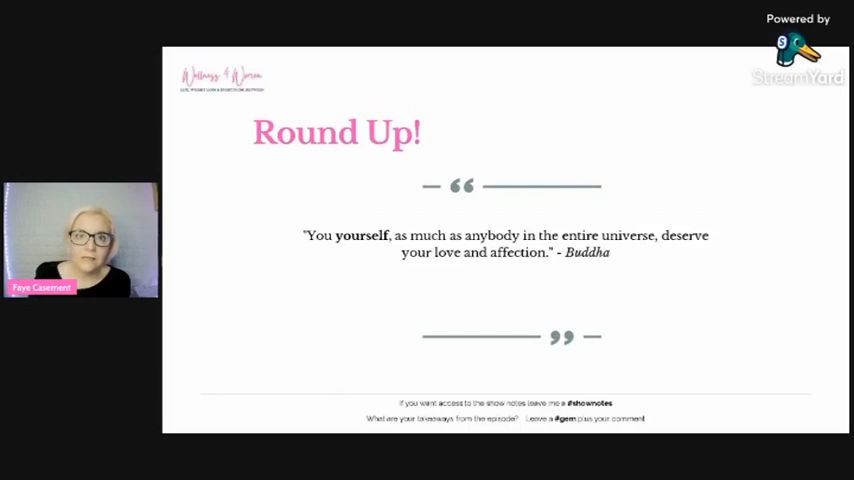 Powered by
StreamYard
Wellness 4 Women
Round Up!
"You yourself, as much as anybody in the entire universe, deserve
your love and affection." - Buddha
Faye Casement
If you want access to the show notes leave me a #shownotes
What are your takeaways from the episode? Leave a #gem plus your comment